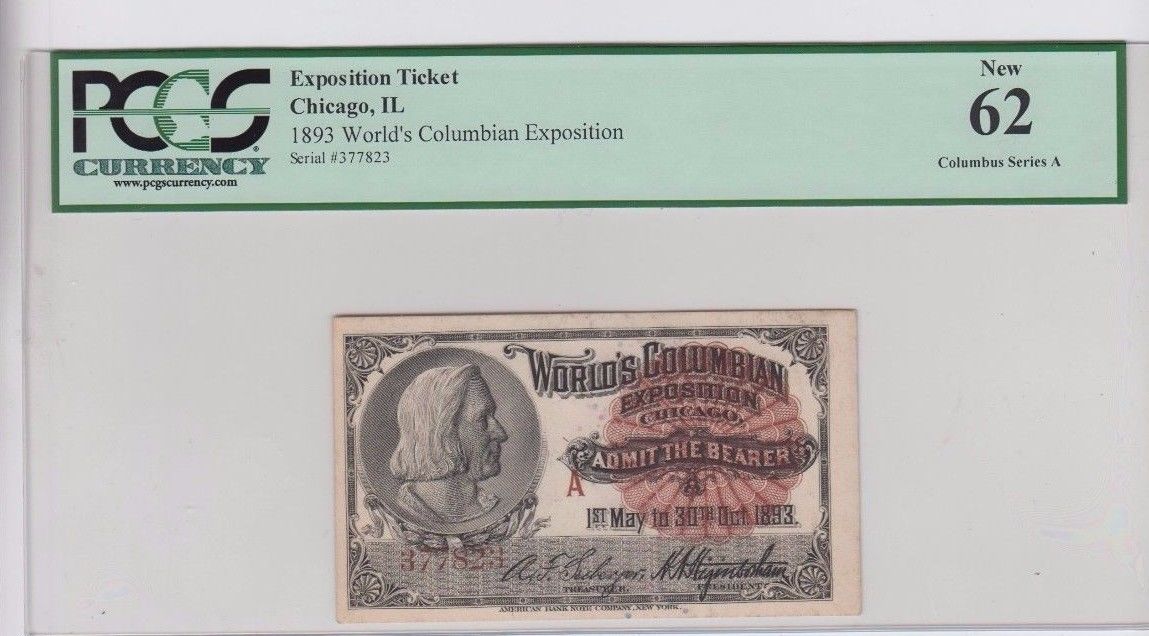 PCGS
CURRENCY
www.pcgscurrency.com
Exposition Ticket
Chicago, IL
1893 World's Columbian Exposition
Serial #377823
New
62
Columbus Series A
WORLD'S COLUMBIAN
EXPOSITION
CHICAGO,
ADMIT THE BEARER
A
1ST May to 30TH Oct. 1893.
377823
TREASURER.
PRESIDENT.
AMERICAN BANK NOTE COMPANY, NEW YORK.